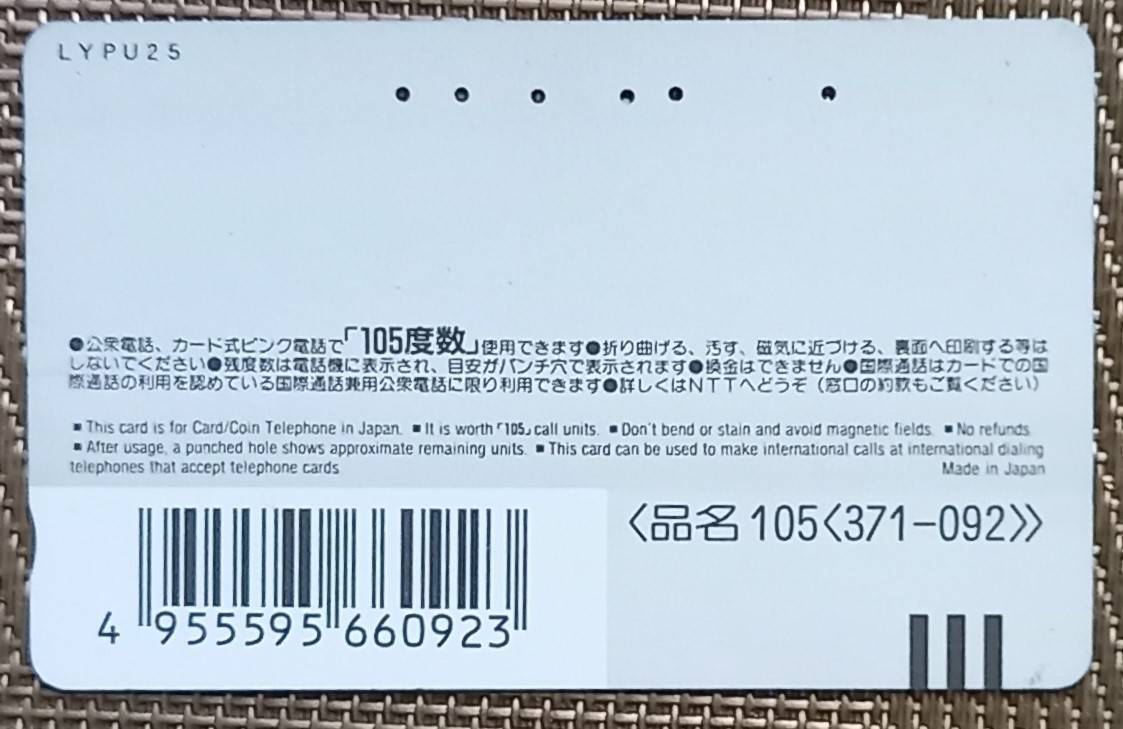 LYPU25
●公衆電話、カード式ピンク電話で「105度数」使用できます●折り曲げる、汚す、磁気に近づける、裏面へ印刷する等は
しないでください●残度数は電話機に表示され、目安がパンチ穴で表示されます●換金はできません●国際通話はカードでの国
際通話の利用を認めている国際通話兼用公衆電話に限り利用できます●詳しくはNTTへどうぞ（窓口の約款もご覧ください）
■This card is for Card/Coin Telephone in Japan. ■It is worth「105」call units. ■Don't bend or stain and avoid magnetic fields. ■No refunds
■After usage, a punched hole shows approximate remaining units. ■This card can be used to make international calls at international dialing
telephones that accept telephone cards
Made in Japan
〈品名 105〈371-092〉〉
4 955595 660923